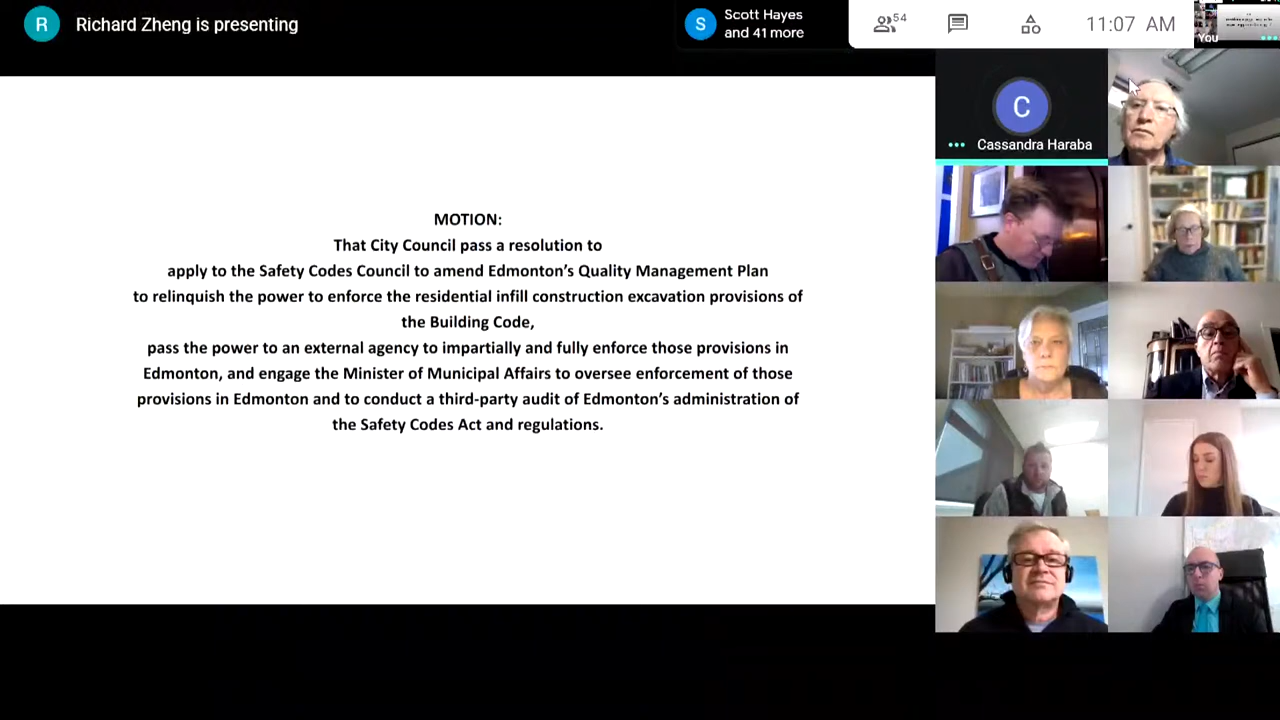 R
Richard Zheng is presenting
S
Scott Hayes
and 41 more
54
11:07 AM
You
C
Cassandra Haraba
MOTION:
That City Council pass a resolution to
apply to the Safety Codes Council to amend Edmonton’s Quality Management Plan
to relinquish the power to enforce the residential infill construction excavation provisions of
the Building Code,
pass the power to an external agency to impartially and fully enforce those provisions in
Edmonton, and engage the Minister of Municipal Affairs to oversee enforcement of those
provisions in Edmonton and to conduct a third-party audit of Edmonton’s administration of
the Safety Codes Act and regulations.